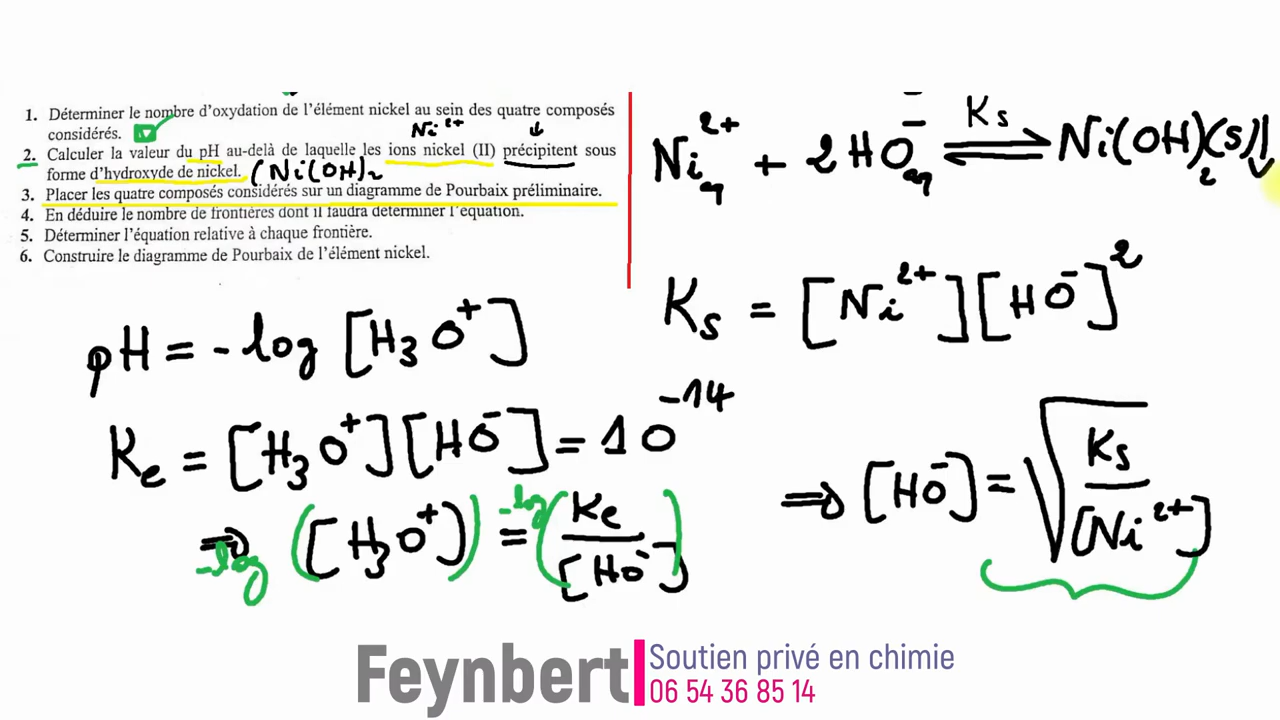 1. Déterminer le nombre d'oxydation de l'élément nickel au sein des quatre composés
considérés. Ni²⁺ ↓
2. Calculer la valeur du pH au-delà de laquelle les ions nickel (II) précipitent sous
forme d'hydroxyde de nickel. (Ni(OH)₂
3. Placer les quatre composés considérés sur un diagramme de Pourbaix préliminaire.
4. En déduire le nombre de frontières dont il faudra déterminer l'équation.
5. Déterminer l'équation relative à chaque frontière.
6. Construire le diagramme de Pourbaix de l'élément nickel.
pH = -log [H₃O⁺]
Ke = [H₃O⁺][HO⁻] = 10⁻¹⁴
⇒ -log ([H₃O⁺]) = -log (Ke/[HO⁻])
Ni²⁺aq + 2HO⁻aq ⇌ Ks Ni(OH)₂(s)↓
Ks = [Ni²⁺][HO⁻]²
⇒ [HO⁻] = √(Ks/[Ni²⁺])
Feynbert
Soutien privé en chimie
06 54 36 85 14